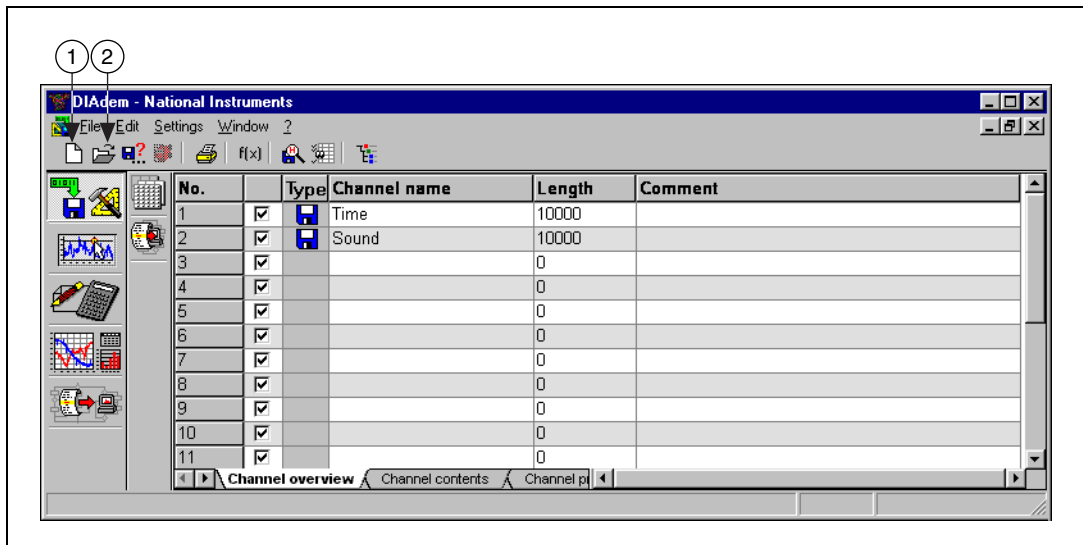 1 2
DIAdem - National Instruments
File Edit Settings Window ?
f(x)
No. Type Channel name Length Comment
1 Time 10000
2 Sound 10000
3 0
4 0
5 0
6 0
7 0
8 0
9 0
10 0
11 0
Channel overview Channel contents Channel pr